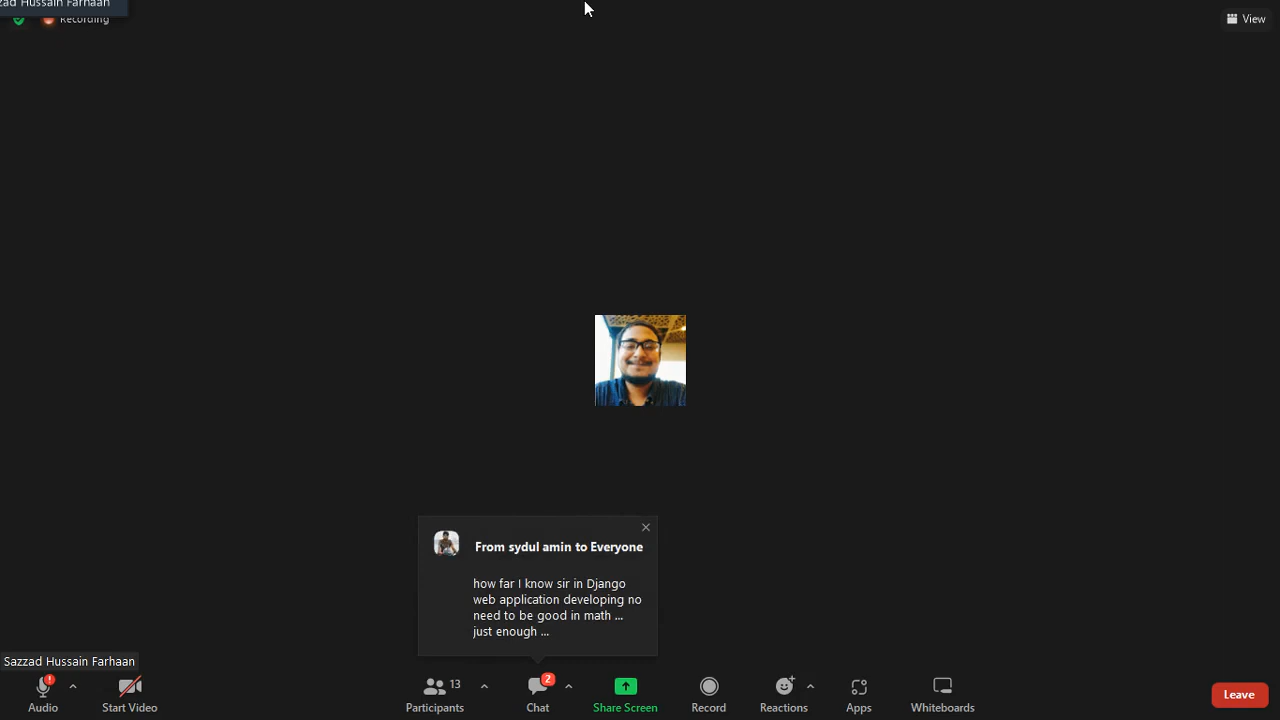 zad Hussain Farhaan
Recording
View
From sydul amin to Everyone
how far I know sir in Django
web application developing no
need to be good in math ...
just enough ...
Sazzad Hussain Farhaan
13
2
Audio
Start Video
Participants
Chat
Share Screen
Record
Reactions
Apps
Whiteboards
Leave